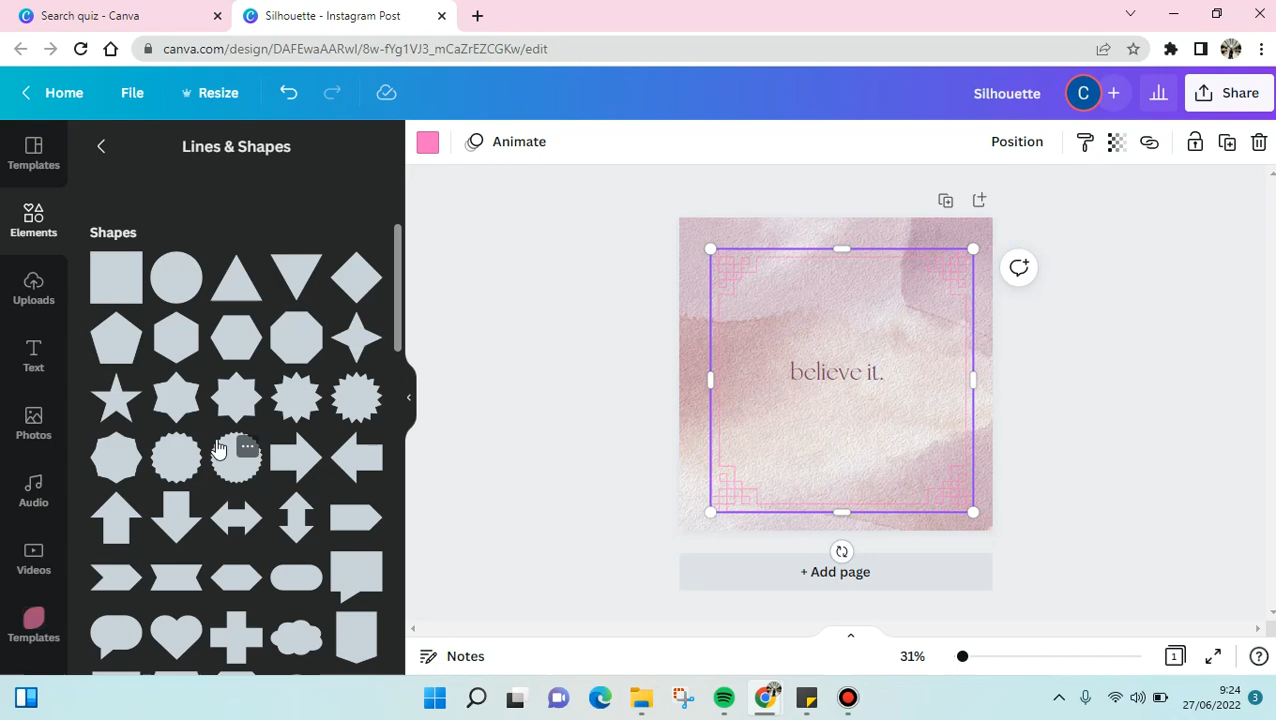 Search quiz - Canva
Silhouette - Instagram Post
canva.com/design/DAFEwaAARwI/8w-fYg1VJ3_mCaZrEZCGKw/edit
Home
File
Resize
Silhouette
C
Share
Templates
Elements
Uploads
Text
Photos
Audio
Videos
Templates
Lines & Shapes
Shapes
Animate
Position
believe it.
+ Add page
Notes
31%
1
9:24
27/06/2022
3